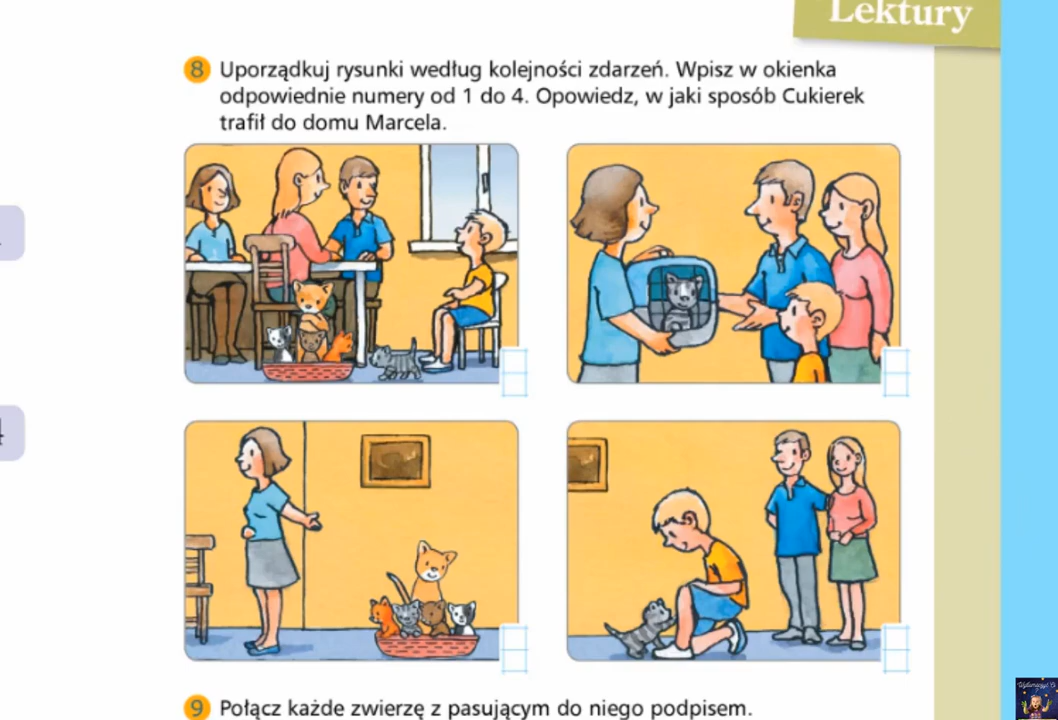 Lektury
8 Uporządkuj rysunki według kolejności zdarzeń. Wpisz w okienka
odpowiednie numery od 1 do 4. Opowiedz, w jaki sposób Cukierek
trafił do domu Marcela.
9 Połącz każde zwierzę z pasującym do niego podpisem.